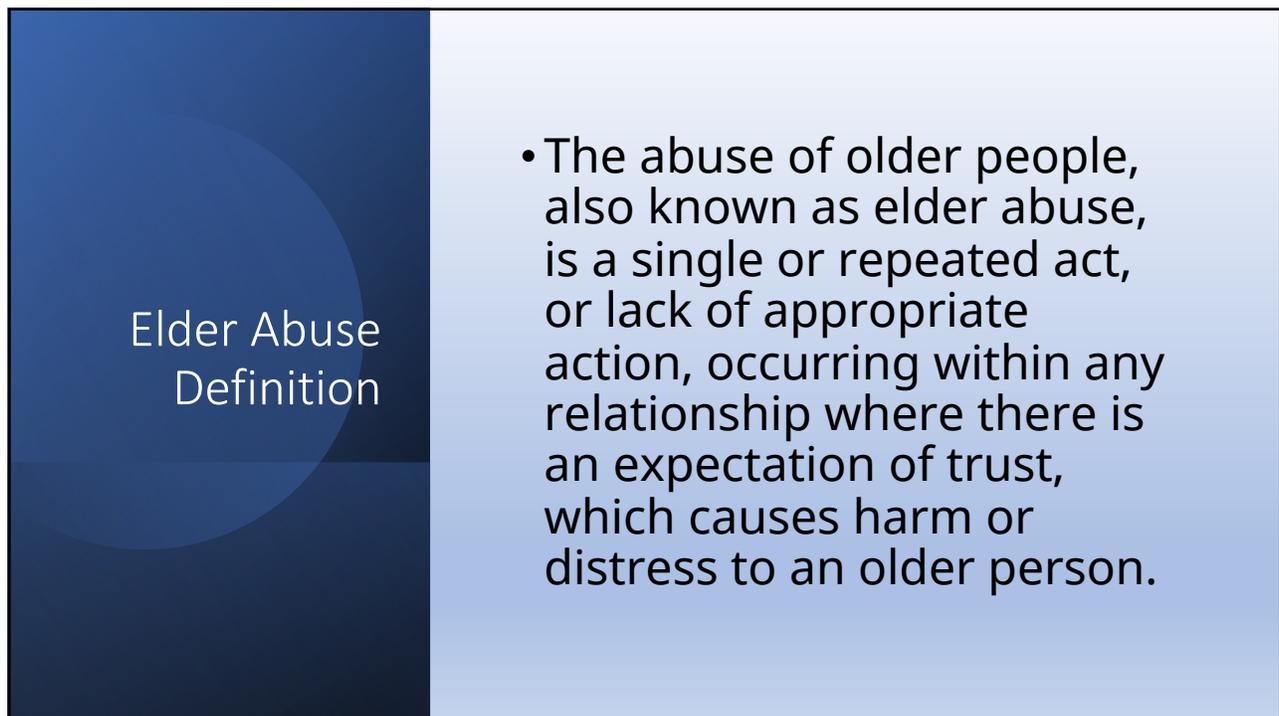 Elder Abuse
Definition
• The abuse of older people,
also known as elder abuse,
is a single or repeated act,
or lack of appropriate
action, occurring within any
relationship where there is
an expectation of trust,
which causes harm or
distress to an older person.